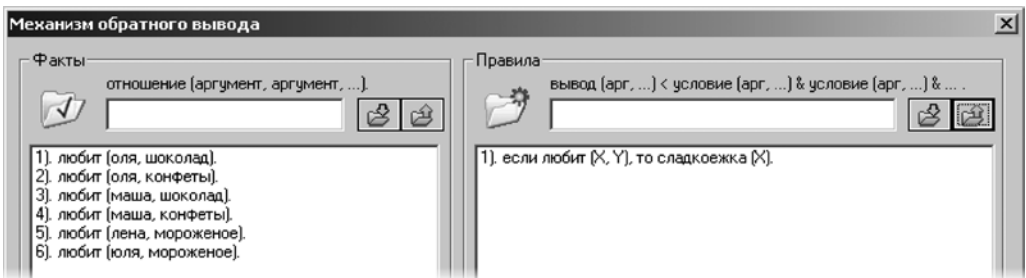 Механизм обратного вывода
Факты
отношение (аргумент, аргумент, ...).
1). любит (оля, шоколад).
2). любит (оля, конфеты).
3). любит (маша, шоколад).
4). любит (маша, конфеты).
5). любит (лена, мороженое).
6). любит (юля, мороженое).
Правила
вывод (арг, ...) < условие (арг, ...) & условие (арг, ...) & ... .
1). если любит (X, Y), то сладкоежка (X).